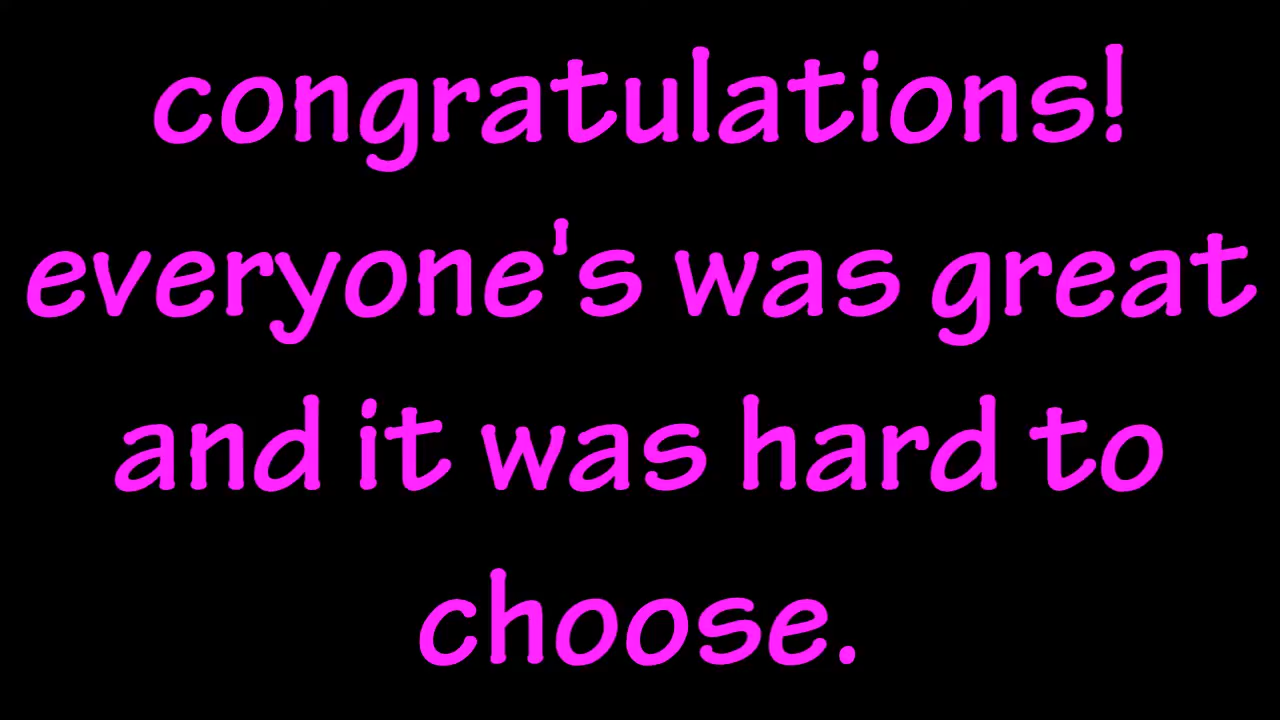 congratulations!
everyone's was great
and it was hard to
choose.